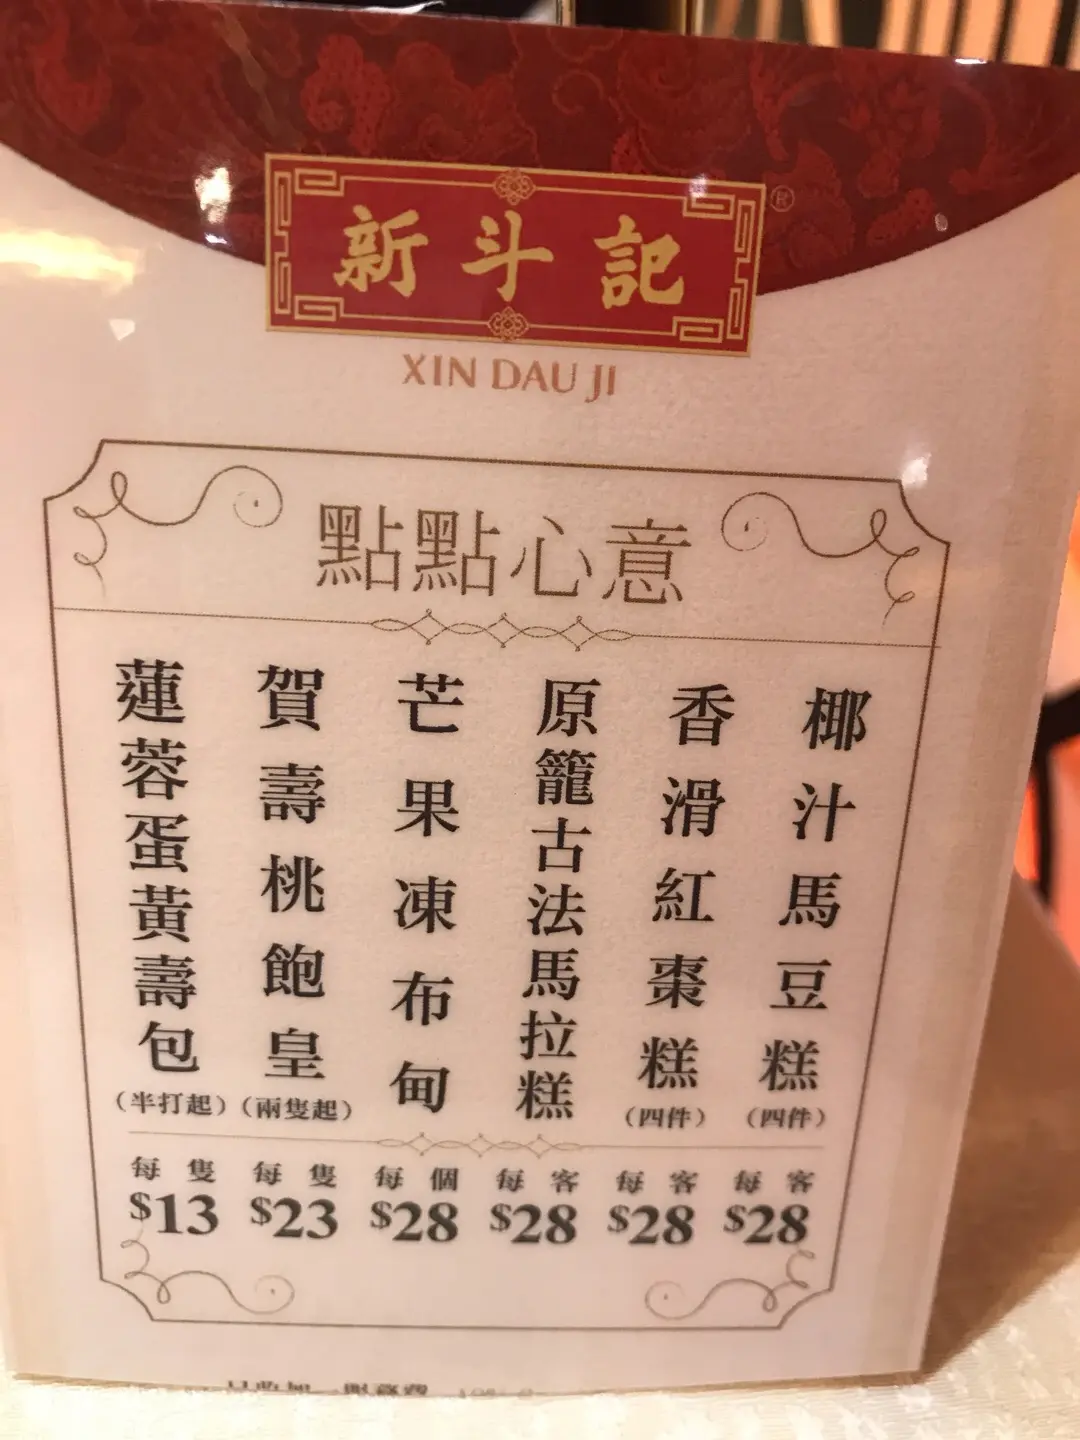 新斗記
®
XIN DAU JI
點點心意
椰汁馬豆糕
(四件)
每客
$28
香滑紅棗糕
(四件)
每客
$28
原籠古法馬拉糕
每客
$28
芒果凍布甸
每個
$28
賀壽桃飽皇
(兩隻起)
每隻
$23
蓮蓉蛋黃壽包
(半打起)
每隻
$13